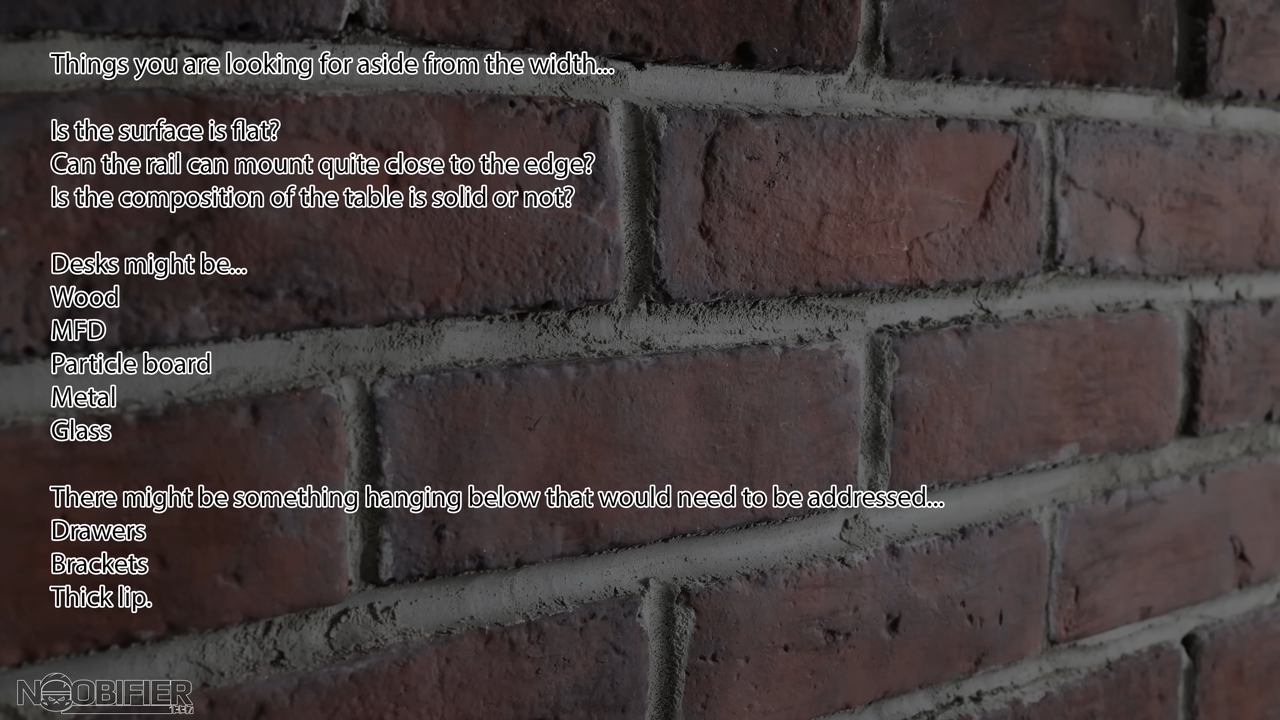 Things you are looking for aside from the width...
Is the surface is flat?
Can the rail can mount quite close to the edge?
Is the composition of the table is solid or not?
Desks might be...
Wood
MFD
Particle board
Metal
Glass
There might be something hanging below that would need to be addressed...
Drawers
Brackets
Thick lip.
NOOBIFIER
TECH